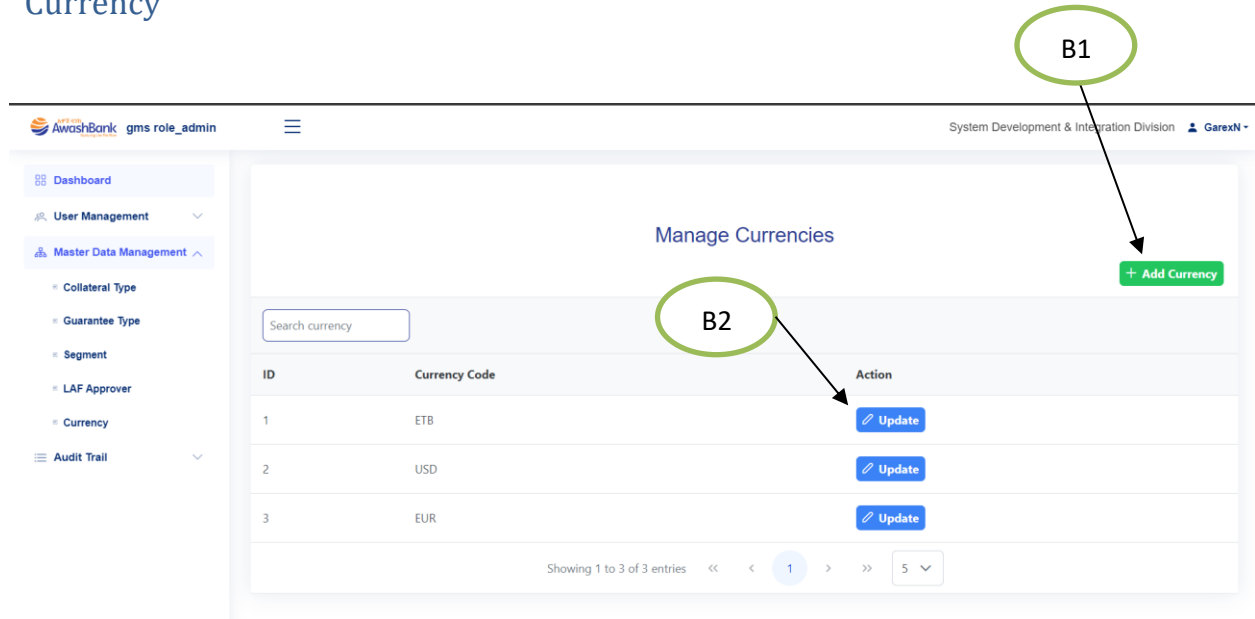 Currency
B1
AwashBank gms role_admin
System Development & Integration Division GarexN
Dashboard
User Management
Master Data Management
Collateral Type
Guarantee Type
Segment
LAF Approver
Currency
Audit Trail
Manage Currencies
+ Add Currency
B2
Search currency
ID Currency Code Action
1 ETB Update
2 USD Update
3 EUR Update
Showing 1 to 3 of 3 entries << < 1 > >> 5